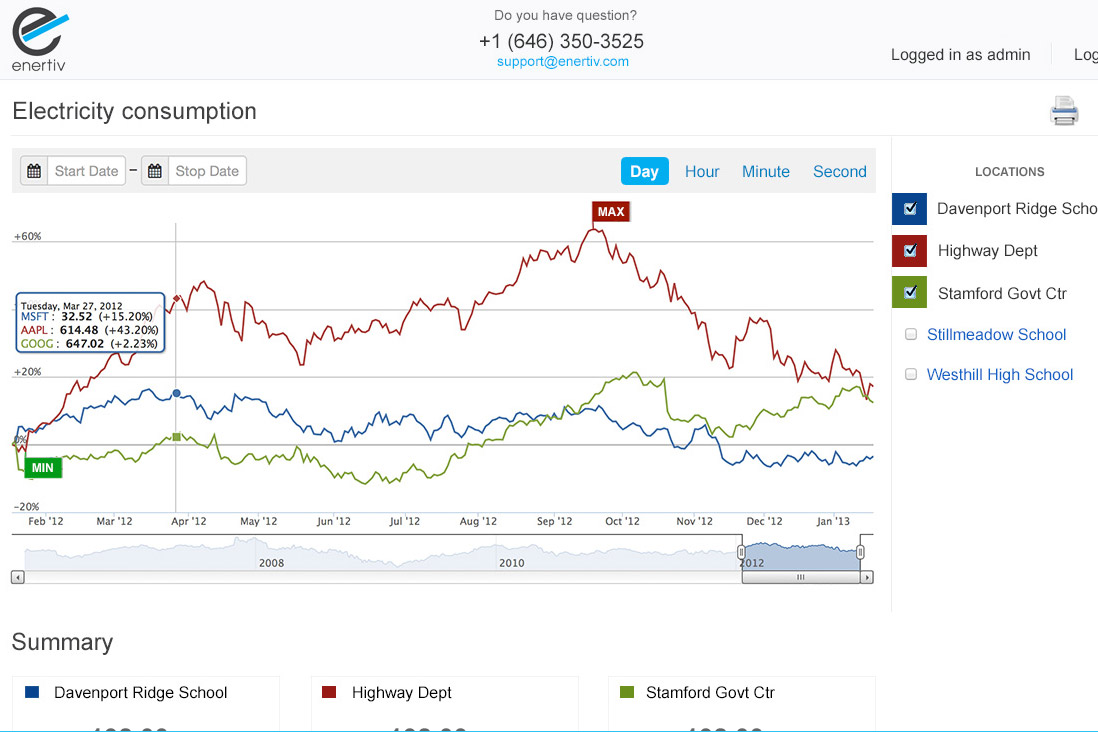 enertiv
Do you have question?
+1 (646) 350-3525
support@enertiv.com
Logged in as admin
Log
Electricity consumption
Start Date – Stop Date
Day Hour Minute Second
LOCATIONS
Davenport Ridge Scho
Highway Dept
Stamford Govt Ctr
Stillmeadow School
Westhill High School
MAX
+60%
Tuesday, Mar 27, 2012
MSFT : 32.52 (+15.20%)
AAPL : 614.48 (+43.20%)
GOOG : 647.02 (+2.23%)
+20%
0%
MIN
-20%
Feb '12 Mar '12 Apr '12 May '12 Jun '12 Jul '12 Aug '12 Sep '12 Oct '12 Nov '12 Dec '12 Jan '13
2008 2010 2012
Summary
Davenport Ridge School
Highway Dept
Stamford Govt Ctr